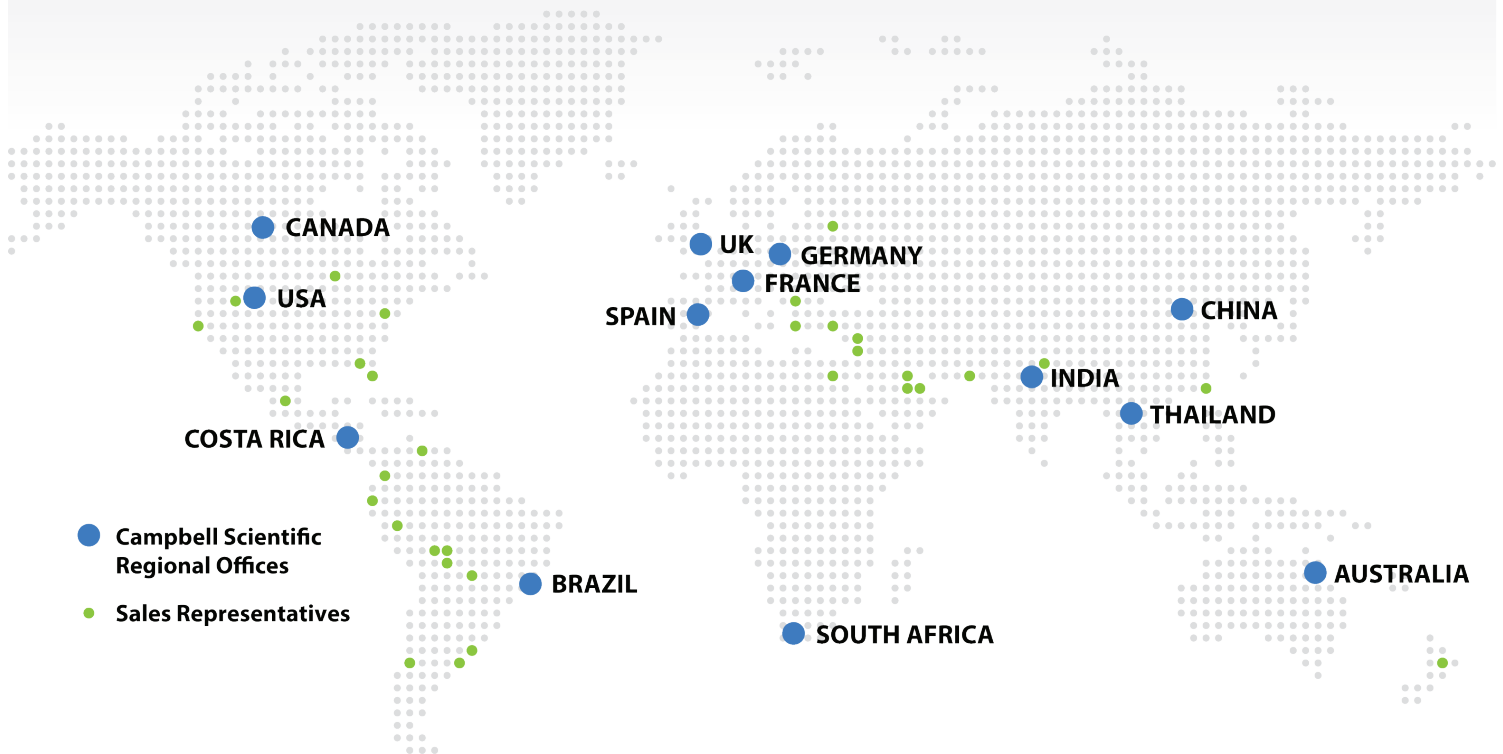 CANADA
UK
GERMANY
FRANCE
USA
SPAIN
CHINA
INDIA
THAILAND
COSTA RICA
Campbell Scientific
Regional Offices
BRAZIL
AUSTRALIA
Sales Representatives
SOUTH AFRICA